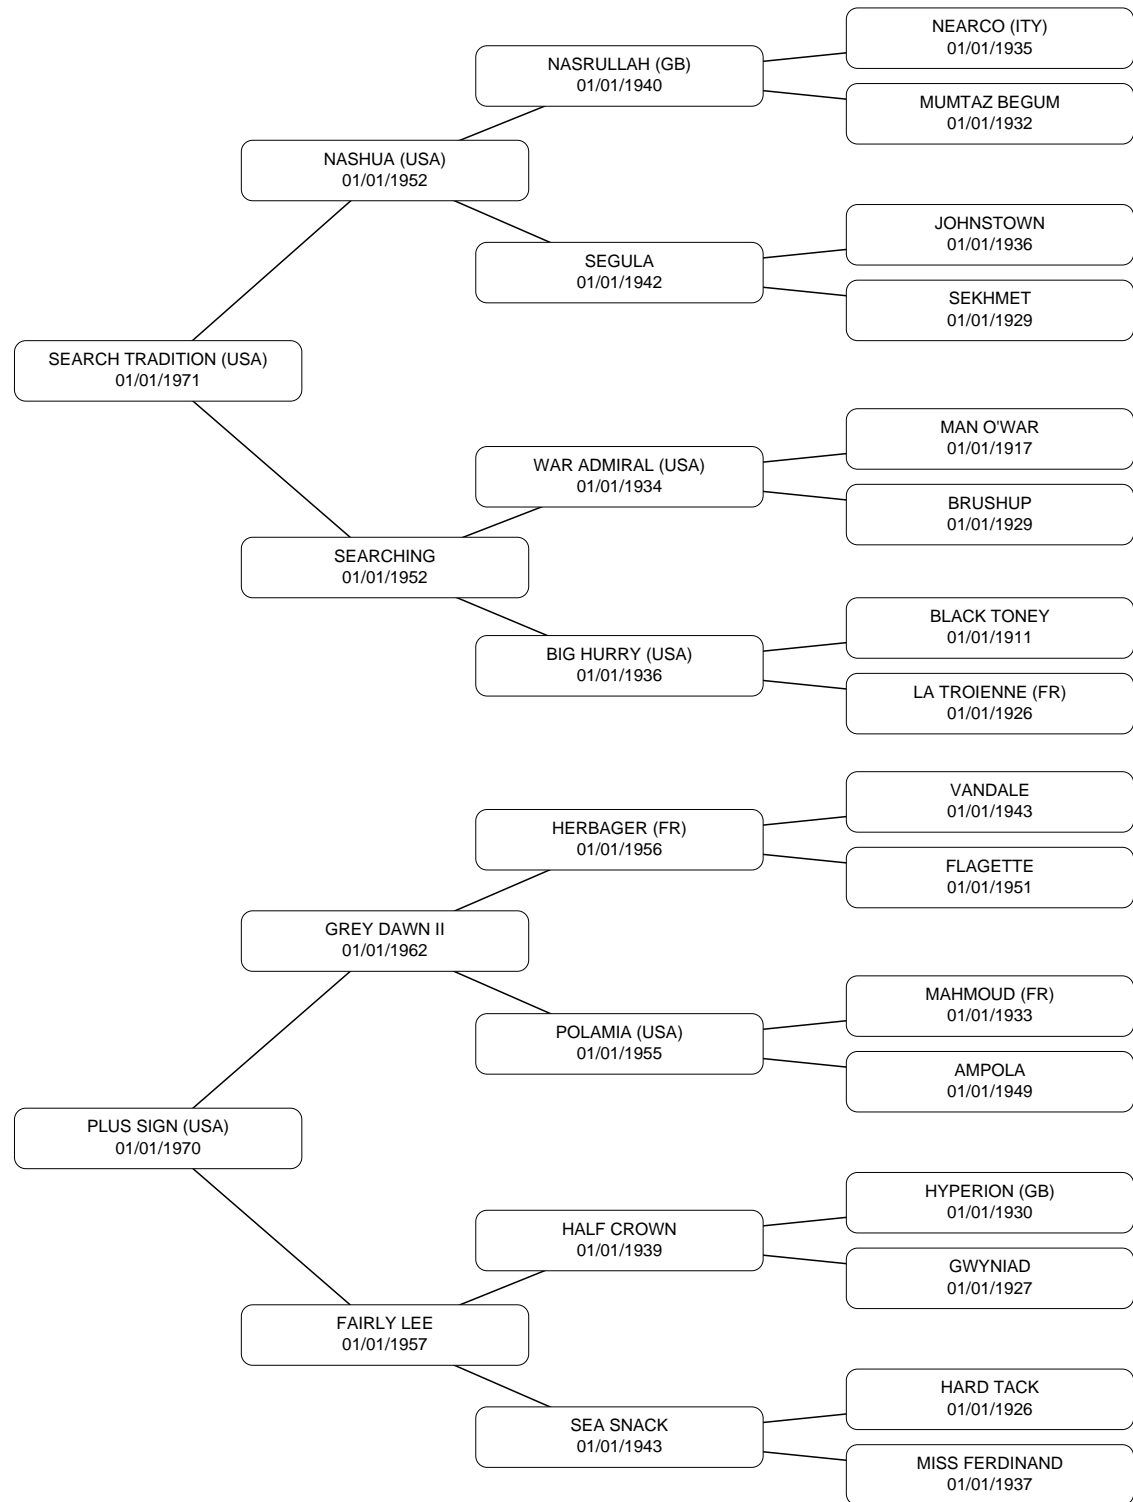 NEARCO (ITY)
01/01/1935
NASRULLAH (GB)
01/01/1940
MUMTAZ BEGUM
01/01/1932
NASHUA (USA)
01/01/1952
JOHNSTOWN
01/01/1936
SEGULA
01/01/1942
SEKHMET
01/01/1929
SEARCH TRADITION (USA)
01/01/1971
MAN O'WAR
01/01/1917
WAR ADMIRAL (USA)
01/01/1934
BRUSHUP
01/01/1929
SEARCHING
01/01/1952
BLACK TONEY
01/01/1911
BIG HURRY (USA)
01/01/1936
LA TROIENNE (FR)
01/01/1926
VANDALE
01/01/1943
HERBAGER (FR)
01/01/1956
FLAGETTE
01/01/1951
GREY DAWN II
01/01/1962
MAHMOUD (FR)
01/01/1933
POLAMIA (USA)
01/01/1955
AMPOLA
01/01/1949
PLUS SIGN (USA)
01/01/1970
HYPERION (GB)
01/01/1930
HALF CROWN
01/01/1939
GWYNIAD
01/01/1927
FAIRLY LEE
01/01/1957
HARD TACK
01/01/1926
SEA SNACK
01/01/1943
MISS FERDINAND
01/01/1937